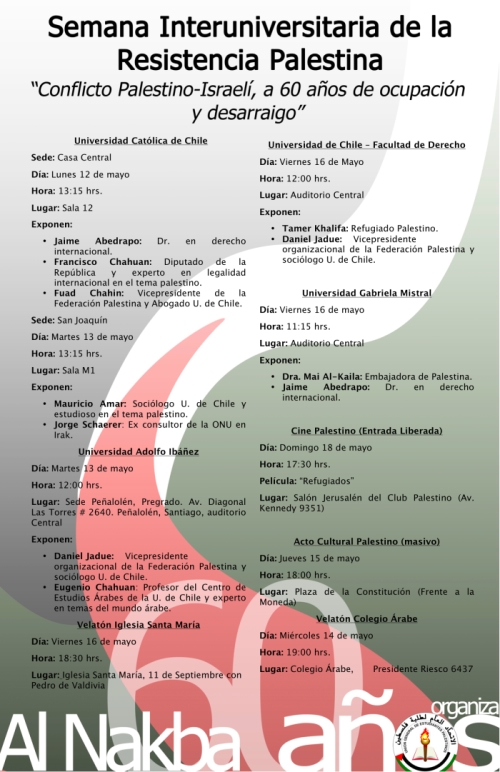 Semana Interuniversitaria de la
Resistencia Palestina
“Conflicto Palestino-Israelí, a 60 años de ocupación
y desarraigo”
Universidad Católica de Chile
Sede: Casa Central
Día: Lunes 12 de mayo
Hora: 13:15 hrs.
Lugar: Sala 12
Exponen:
• Jaime Abedrapo: Dr. en derecho
internacional.
• Francisco Chahuan: Diputado de la
República y experto en legalidad
internacional en el tema palestino.
• Fuad Chahin: Vicepresidente de la
Federación Palestina y Abogado U. de Chile.
Sede: San Joaquín
Día: Martes 13 de mayo
Hora: 13:15 hrs.
Lugar: Sala M1
Exponen:
• Mauricio Amar: Sociólogo U. de Chile y
estudioso en el tema palestino.
• Jorge Schaerer: Ex consultor de la ONU en
Irak.
Universidad Adolfo Ibáñez
Día: Martes 13 de mayo
Hora: 12:00 hrs.
Lugar: Sede Peñalolén, Pregrado. Av. Diagonal
Las Torres # 2640. Peñalolén, Santiago, auditorio
Central
Exponen:
• Daniel Jadue: Vicepresidente
organizacional de la Federación Palestina y
sociólogo U. de Chile.
• Eugenio Chahuan: Profesor del Centro de
Estudios Árabes de la U. de Chile y experto
en temas del mundo árabe.
Velatón Iglesia Santa María
Día: Viernes 16 de mayo
Hora: 18:30 hrs.
Lugar: Iglesia Santa María, 11 de Septiembre con
Pedro de Valdivia
Universidad de Chile – Facultad de Derecho
Día: Viernes 16 de Mayo
Hora: 12:00 hrs.
Lugar: Auditorio Central
Exponen:
• Tamer Khalifa: Refugiado Palestino.
• Daniel Jadue: Vicepresidente
organizacional de la Federación Palestina y
sociólogo U. de Chile.
Universidad Gabriela Mistral
Día: Viernes 16 de mayo
Hora: 11:15 hrs.
Lugar: Auditorio Central
Exponen:
• Dra. Mai Al-Kaila: Embajadora de Palestina.
• Jaime Abedrapo: Dr. en derecho
internacional.
Cine Palestino (Entrada Liberada)
Día: Domingo 18 de mayo
Hora: 17:30 hrs.
Película: “Refugiados”
Lugar: Salón Jerusalén del Club Palestino (Av.
Kennedy 9351)
Acto Cultural Palestino (masivo)
Día: Jueves 15 de mayo
Hora: 18:00 hrs.
Lugar: Plaza de la Constitución (Frente a la
Moneda)
Velatón Colegio Árabe
Día: Miércoles 14 de mayo
Hora: 19:00 hrs.
Lugar: Colegio Árabe, Presidente Riesco 6437
60
Al Nakba años
organiza